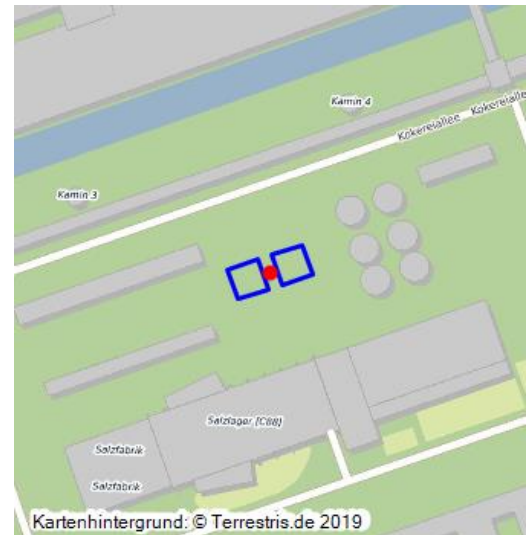 Kamin 4
Kokereiallee Kokereialle
Kamin 3
Salzlager [C88]
Salzfabrik
Salzfabrik
Kartenhintergrund: © Terrestris.de 2019